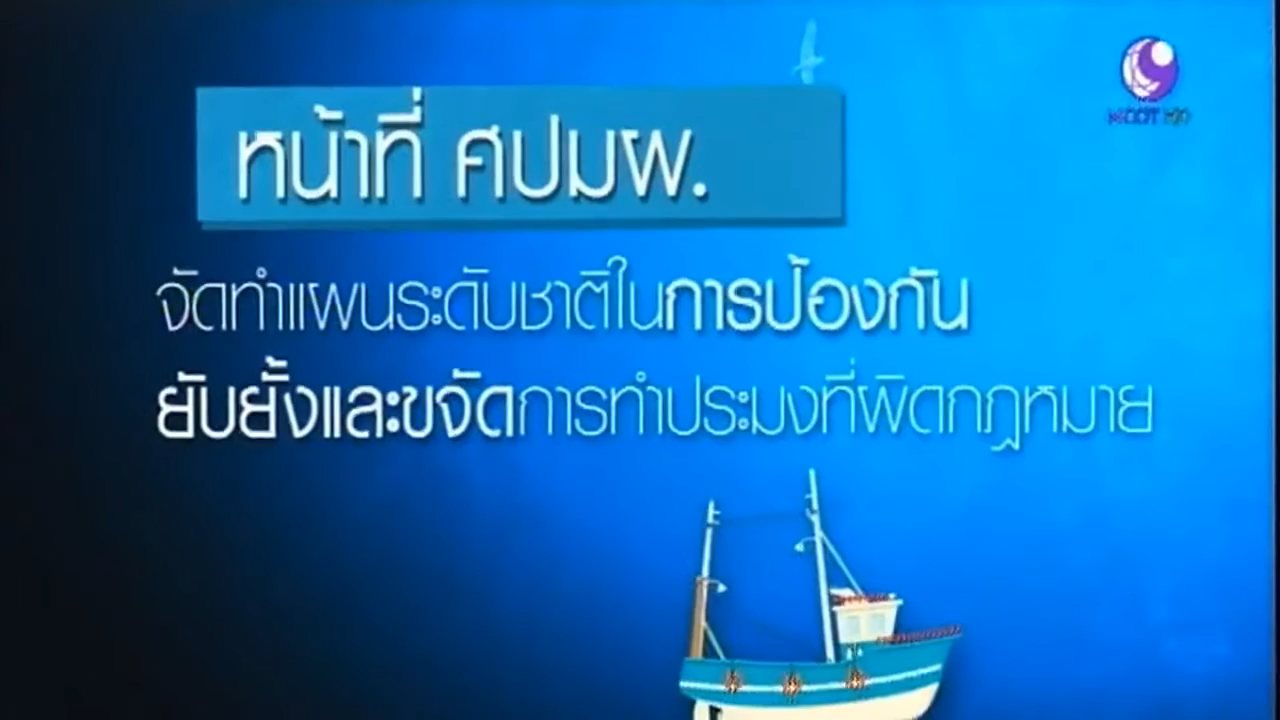 หน้าที่ ศปมผ.
จัดทำแผนระดับชาติในการป้องกัน
ยับยั้งและขจัดการทำประมงที่ผิดกฎหมาย